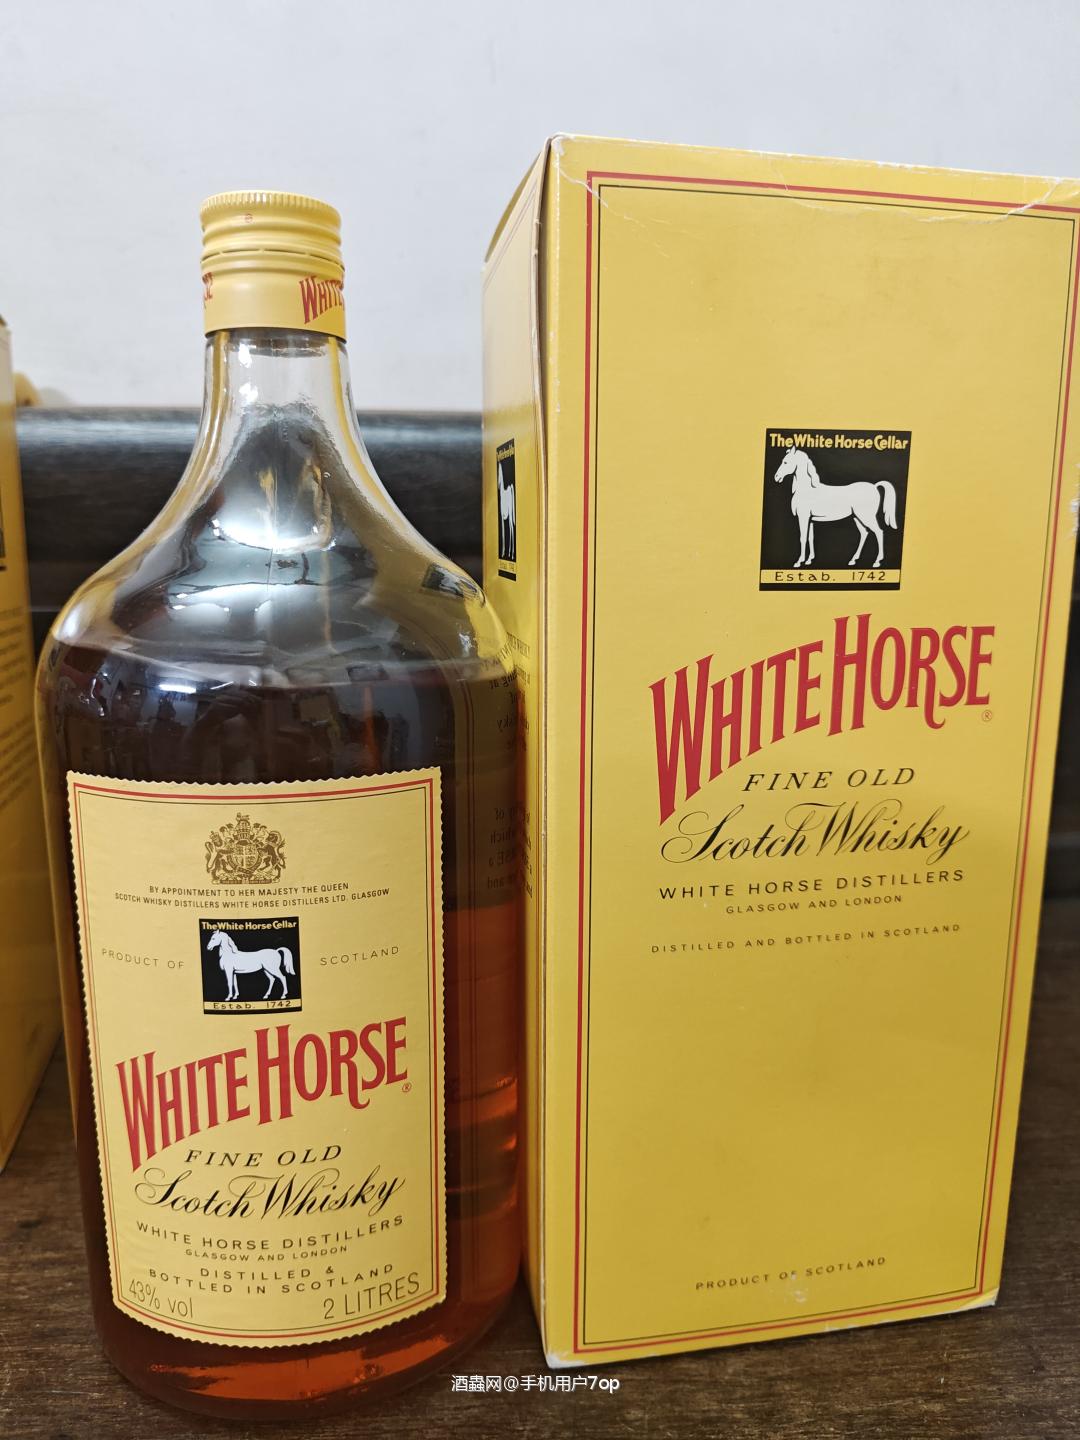 WHITE
The White Horse Cellar
Estab. 1742
WHITE HORSE ®
FINE OLD
Scotch Whisky
WHITE HORSE DISTILLERS
GLASGOW AND LONDON
DISTILLED AND BOTTLED IN SCOTLAND
PRODUCT OF SCOTLAND
BY APPOINTMENT TO HER MAJESTY THE QUEEN
SCOTCH WHISKY DISTILLERS WHITE HORSE DISTILLERS LTD. GLASGOW
The White Horse Cellar
PRODUCT OF SCOTLAND
Estab. 1742
WHITE HORSE ®
FINE OLD
Scotch Whisky
WHITE HORSE DISTILLERS
GLASGOW AND LONDON
DISTILLED &
BOTTLED IN SCOTLAND
43% vol 2 LITRES
酒蟲网@手机用户7op